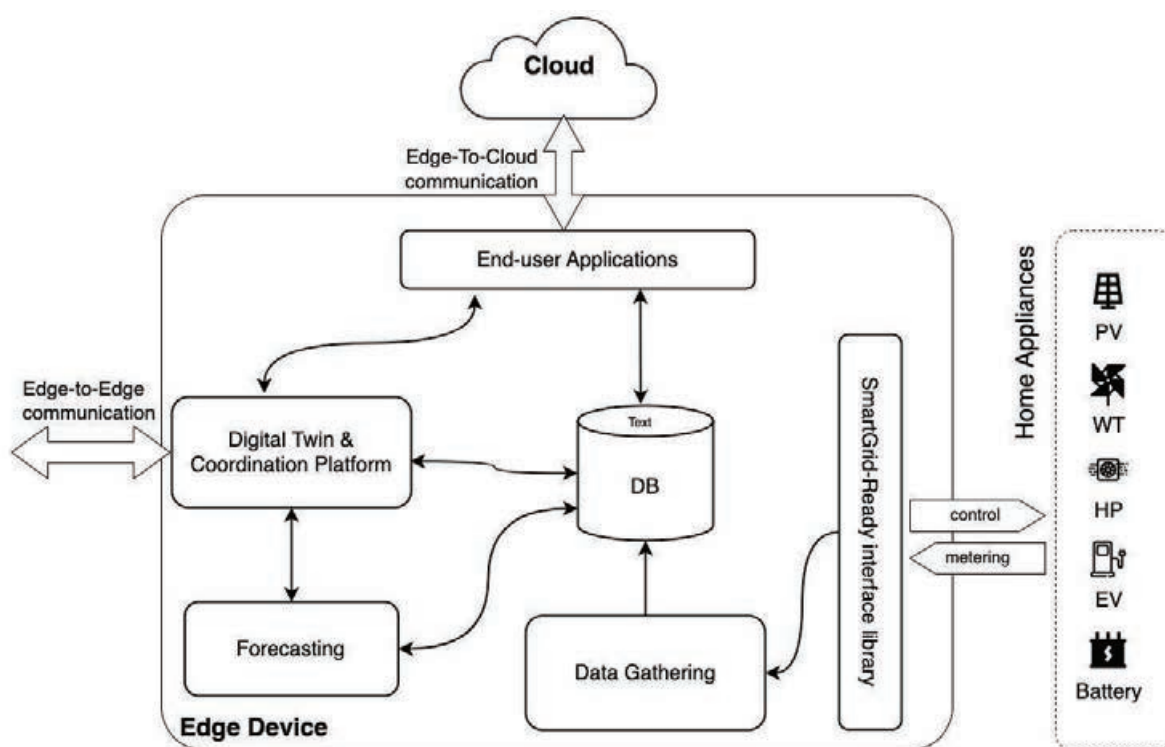 Cloud
Edge-To-Cloud
communication
End-user Applications
Edge-to-Edge
communication
Digital Twin &
Coordination Platform
Text
DB
Forecasting
Data Gathering
Edge Device
SmartGrid-Ready interface library
control
metering
Home Appliances
PV
WT
HP
EV
Battery